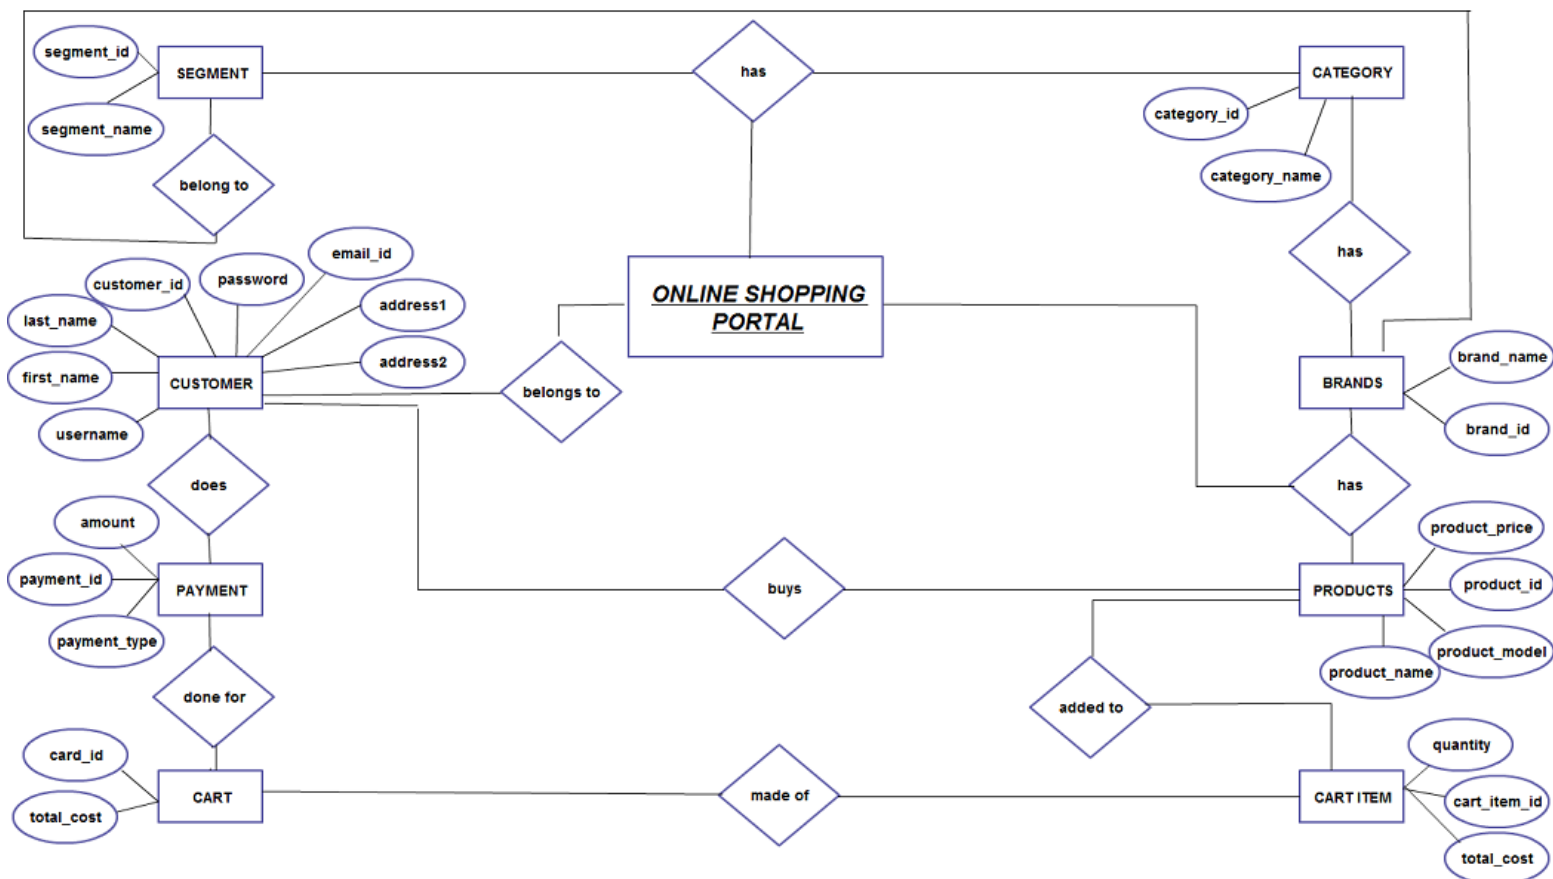 segment_id
SEGMENT
has
CATEGORY
segment_name
category_id
category_name
belong to
email_id
has
customer_id
password
ONLINE SHOPPING
PORTAL
last_name
address1
address2
brand_name
first_name
CUSTOMER
belongs to
BRANDS
username
brand_id
does
has
amount
product_price
payment_id
PAYMENT
buys
PRODUCTS
product_id
payment_type
product_model
product_name
done for
added to
card_id
quantity
CART
made of
CART ITEM
cart_item_id
total_cost
total_cost